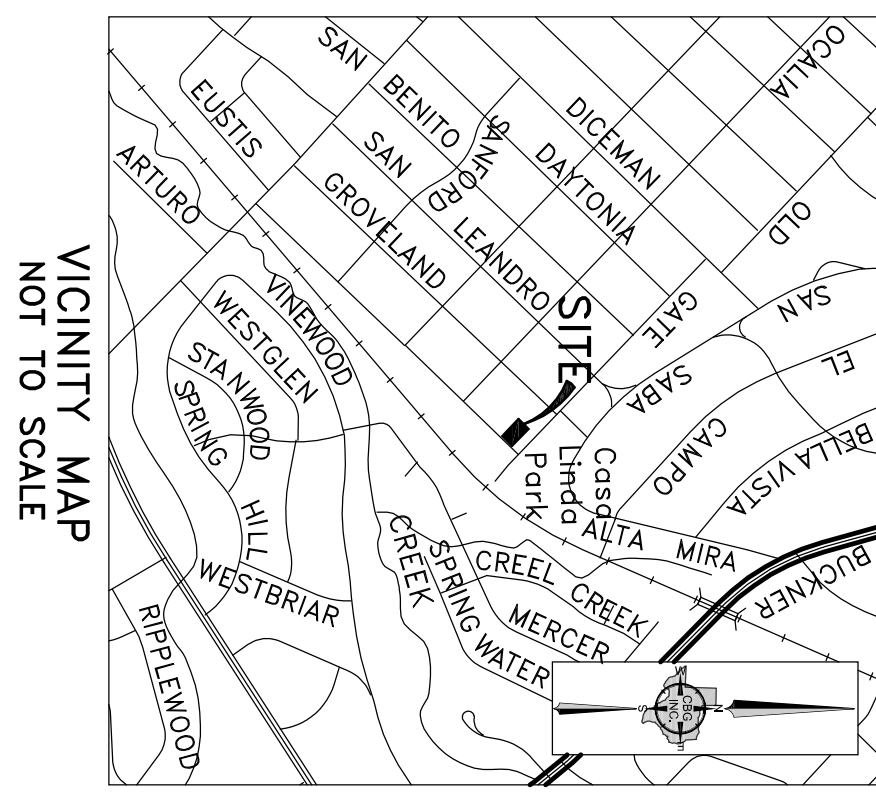 VICINITY MAP
NOT TO SCALE
SAN
BENITO
EUSTIS
ARTURO
SAN
LEANDRO
SANFORD
GROVELAND
DICEMAN
DAYTONIA
OCALIA
OLD
GATE
SITE
SAN
SABA
EL
CAMPO
BELLA VISTA
BUCKNER
VINEWOOD
WESTGLEN
STANWOOD
SPRING
HILL
WESTBRIAR
RIPPLEWOOD
Casa
Linda
Park
ALTA MIRA
CREEL
CREEK
CREEK
SPRING WATER
MERCER
N
S
W
E
CBG
INC.